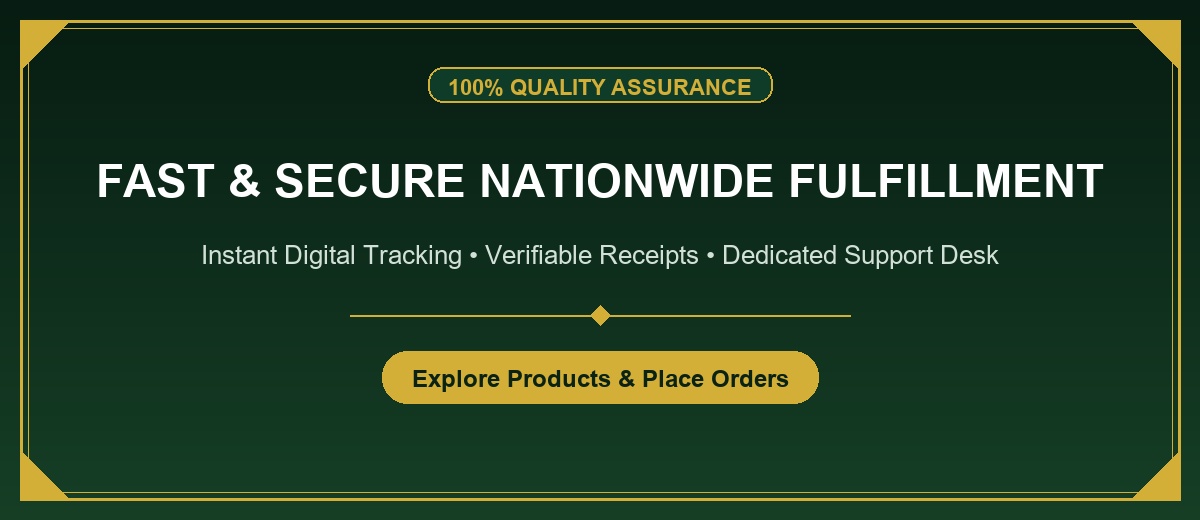 100% QUALITY ASSURANCE
FAST & SECURE NATIONWIDE FULFILLMENT
Instant Digital Tracking • Verifiable Receipts • Dedicated Support Desk
Explore Products & Place Orders